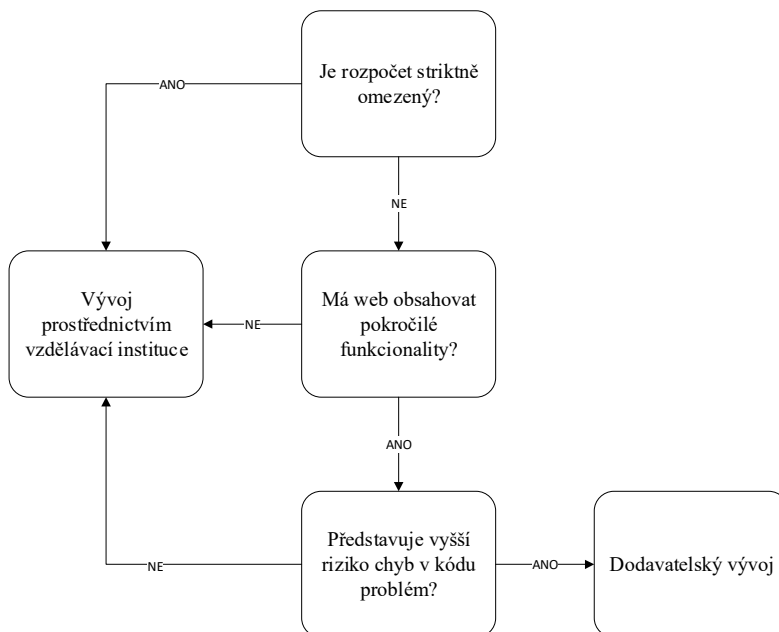 Je rozpočet striktně
omezený?
ANO
NE
Vývoj
prostřednictvím
vzdělávací instituce
NE
Má web obsahovat
pokročilé
funkcionality?
ANO
Představuje vyšší
riziko chyb v kódu
problém?
NE
ANO
Dodavatelský vývoj